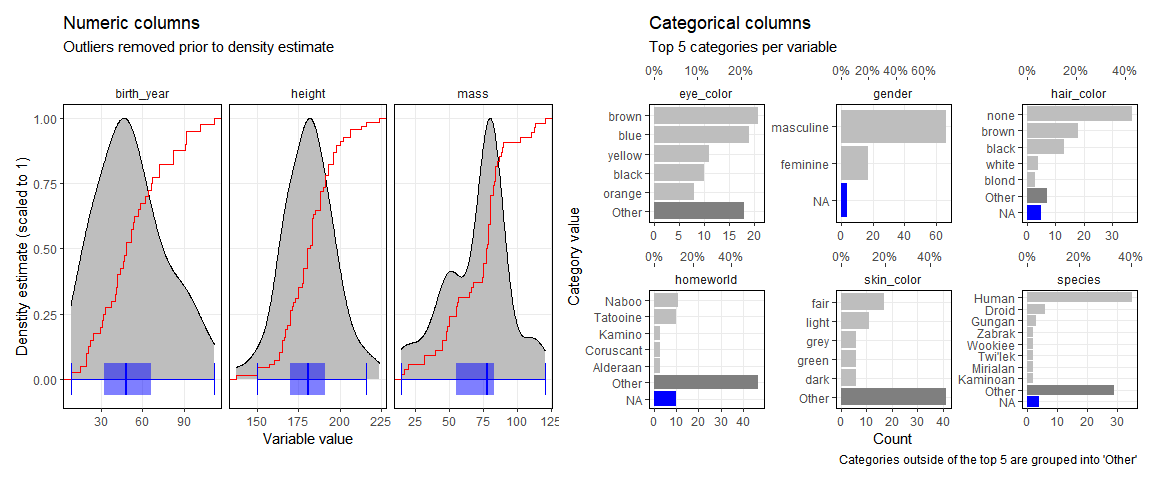 Numeric columns
Outliers removed prior to density estimate
birth_year height mass
Denstity estimate (scaled to 1)
1.00
0.75
0.50
0.25
0.00
30 60 90 150 175 200 225 25 50 75 100 125
Variable value
Categorical columns
Top 5 categories per variable
Category value
0% 10% 20%
eye_color
brown
blue
yellow
black
orange
Other
0 5 10 15 20
0% 20% 40% 60%
gender
masculine
feminine
NA
0 20 40 60
0% 20% 40%
hair_color
none
brown
black
white
blond
Other
NA
0 10 20 30
0% 20% 40%
homeworld
Naboo
Tatooine
Kamino
Coruscant
Alderaan
Other
NA
0 10 20 30 40
0% 20% 40%
skin_color
fair
light
grey
green
dark
Other
0 10 20 30 40
0% 10% 20% 30% 40%
species
Human
Droid
Gungan
Zabrak
Wookiee
Twi'lek
Mirialan
Kaminoan
Other
NA
0 10 20 30
Count
Categories outside of the top 5 are grouped into 'Other'